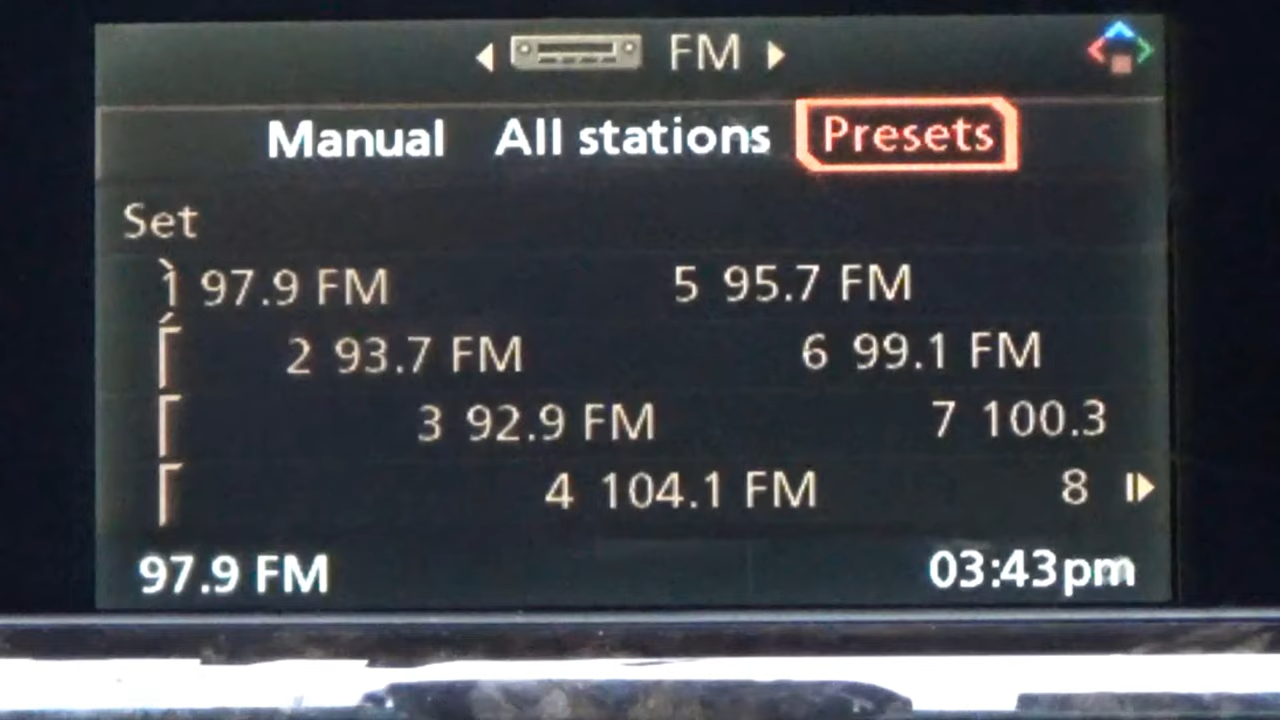 FM
Manual All stations Presets
Set
1 97.9 FM 5 95.7 FM
2 93.7 FM 6 99.1 FM
3 92.9 FM 7 100.3
4 104.1 FM 8
97.9 FM 03:43pm